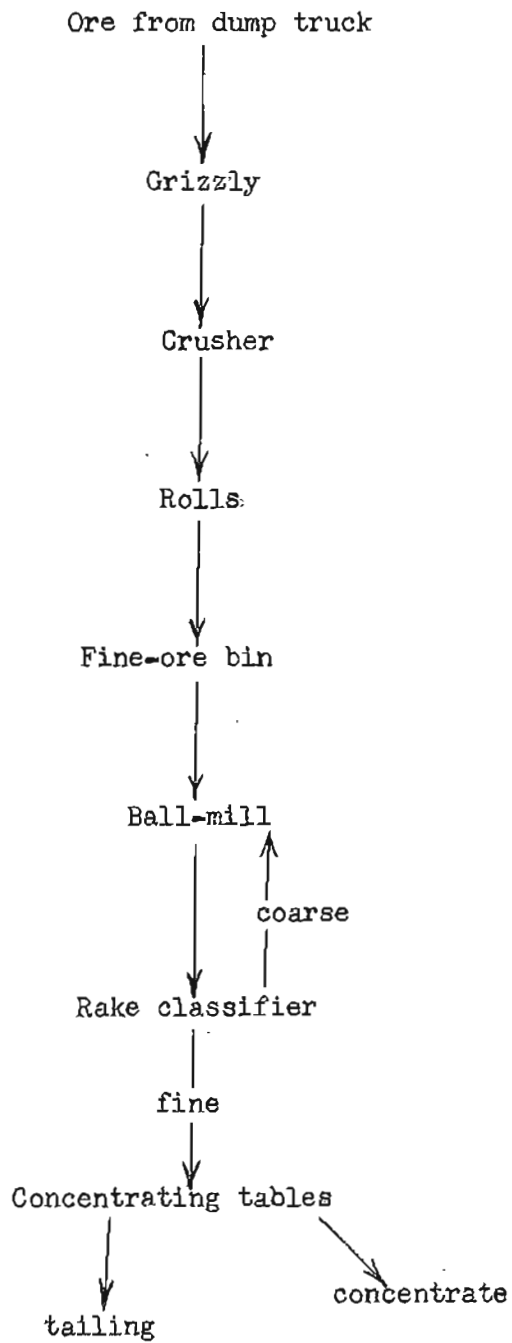 Ore from dump truck
Grizzly
Crusher
Rolls
Fine-ore bin
Ball-mill
coarse
Rake classifier
fine
Concentrating tables
concentrate
tailing